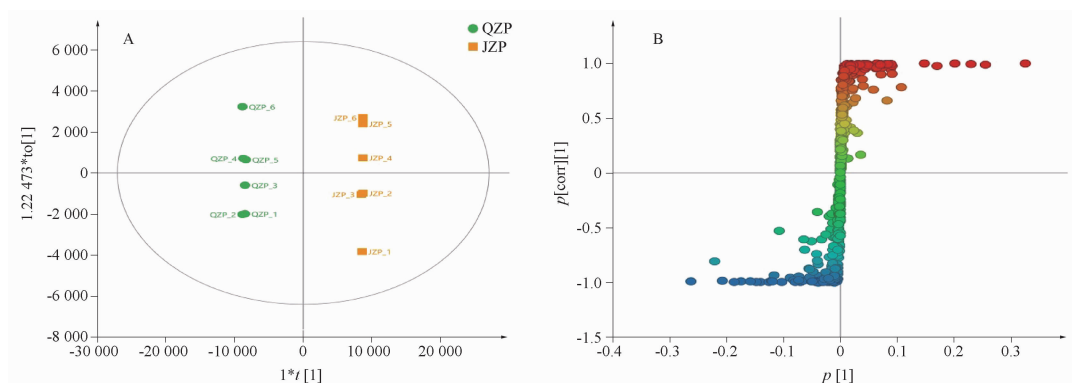 A
QZP
JZP
6 000
4 000
2 000
0
-2 000
-4 000
-6 000
-8 000
1.22 473*to[1]
QZP_6
QZP_4
QZP_5
QZP_3
QZP_2
QZP_1
JZP_6
JZP_5
JZP_4
JZP_3
JZP_2
JZP_1
-30 000
-20 000
-10 000
0
10 000
20 000
1*t [1]
B
1.0
0.5
0
-0.5
-1.0
-1.5
p[corr][1]
-0.4
-0.3
-0.2
-0.1
0
0.1
0.2
0.3
p [1]